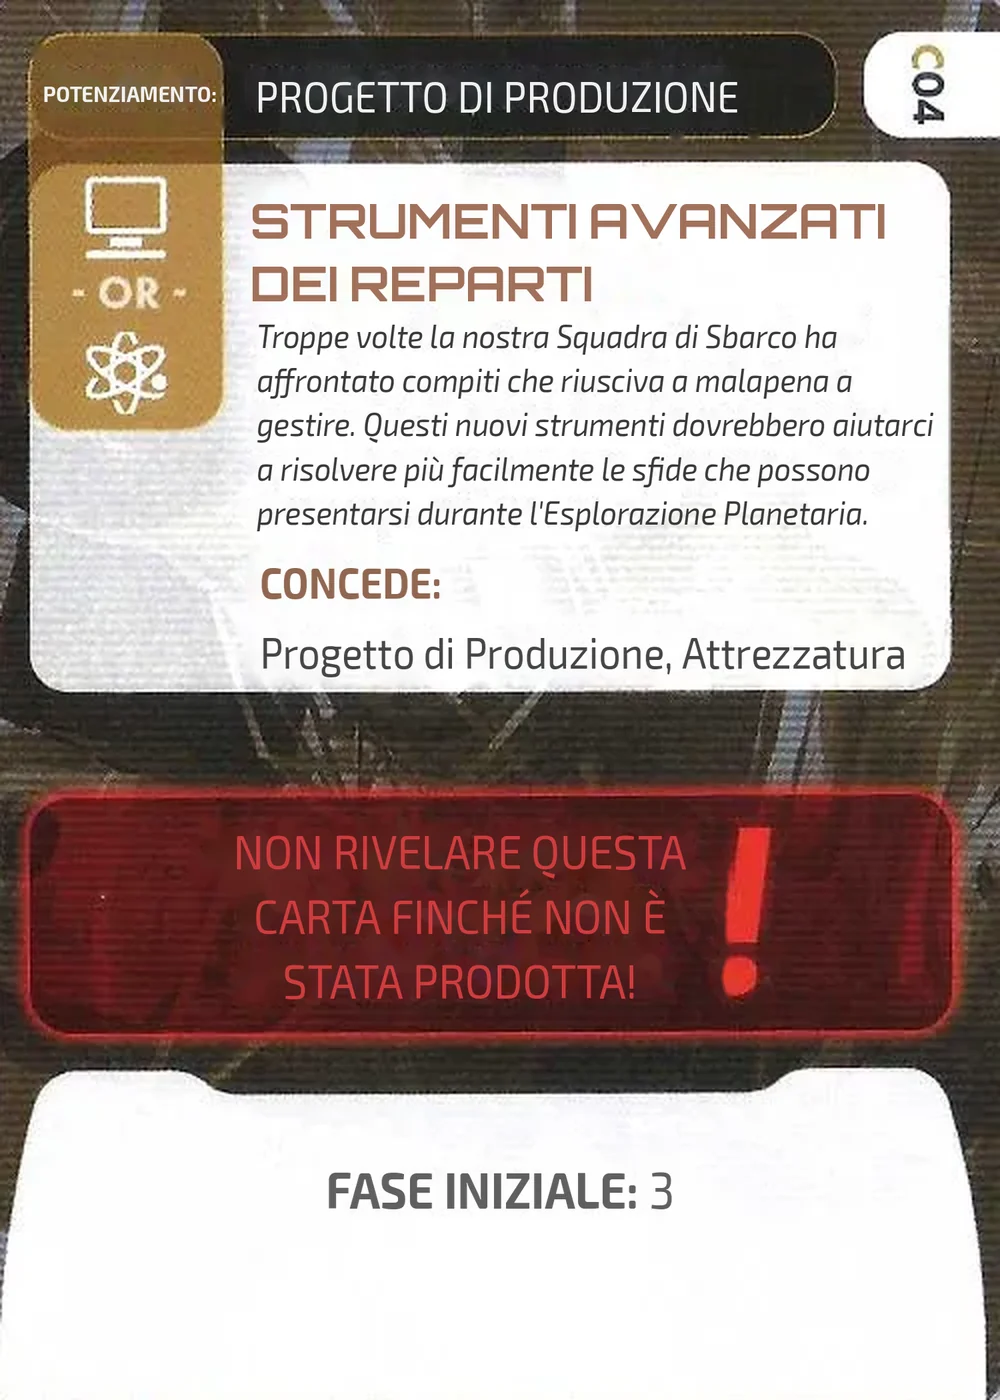 POTENZIAMENTO:
PROGETTO DI PRODUZIONE
C04
- OR -
STRUMENTI AVANZATI
DEI REPARTI
Troppe volte la nostra Squadra di Sbarco ha
affrontato compiti che riusciva a malapena a
gestire. Questi nuovi strumenti dovrebbero aiutarci
a risolvere più facilmente le sfide che possono
presentarsi durante l'Esplorazione Planetaria.
CONCEDE:
Progetto di Produzione, Attrezzatura
NON RIVELARE QUESTA
CARTA FINCHÉ NON È
STATA PRODOTTA!
!
FASE INIZIALE: 3